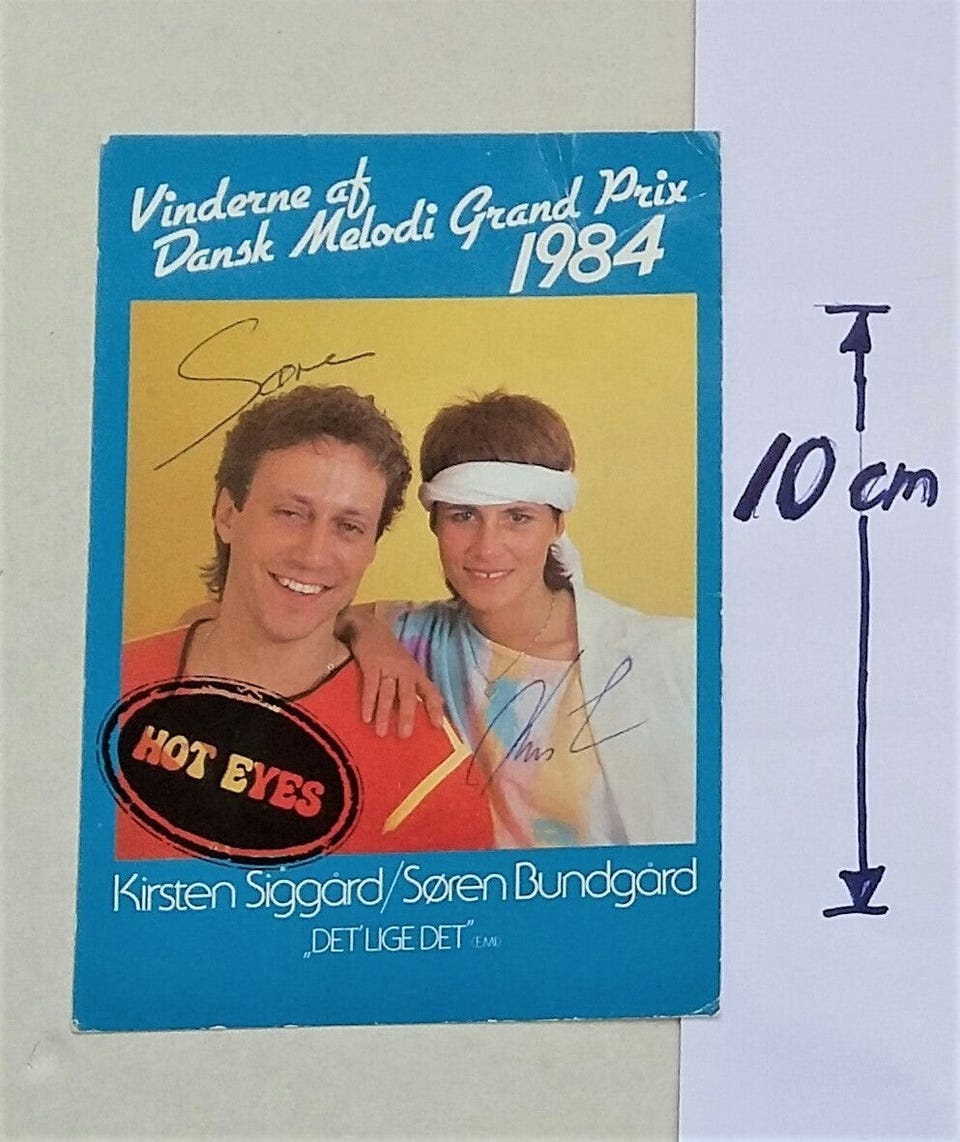 Vinderne af
Dansk Melodi Grand Prix
1984
Søren
10 cm
HOT EYES
Kirsten Siggård/Søren Bundgård
„DET' LIGE DET" (EMI)